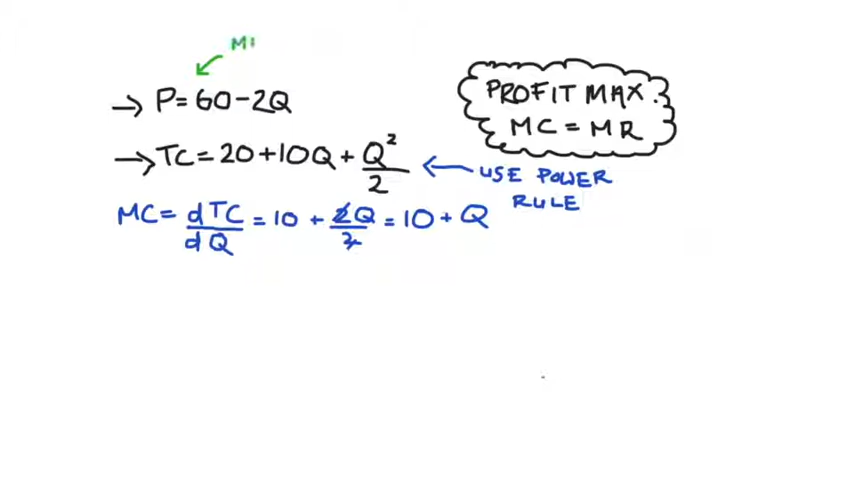 → P = 60 - 2Q
→ TC = 20 + 10Q + Q²/2
MC = dTC/dQ = 10 + 2Q/2 = 10 + Q
PROFIT MAX.
MC = MR
← USE POWER
RULE